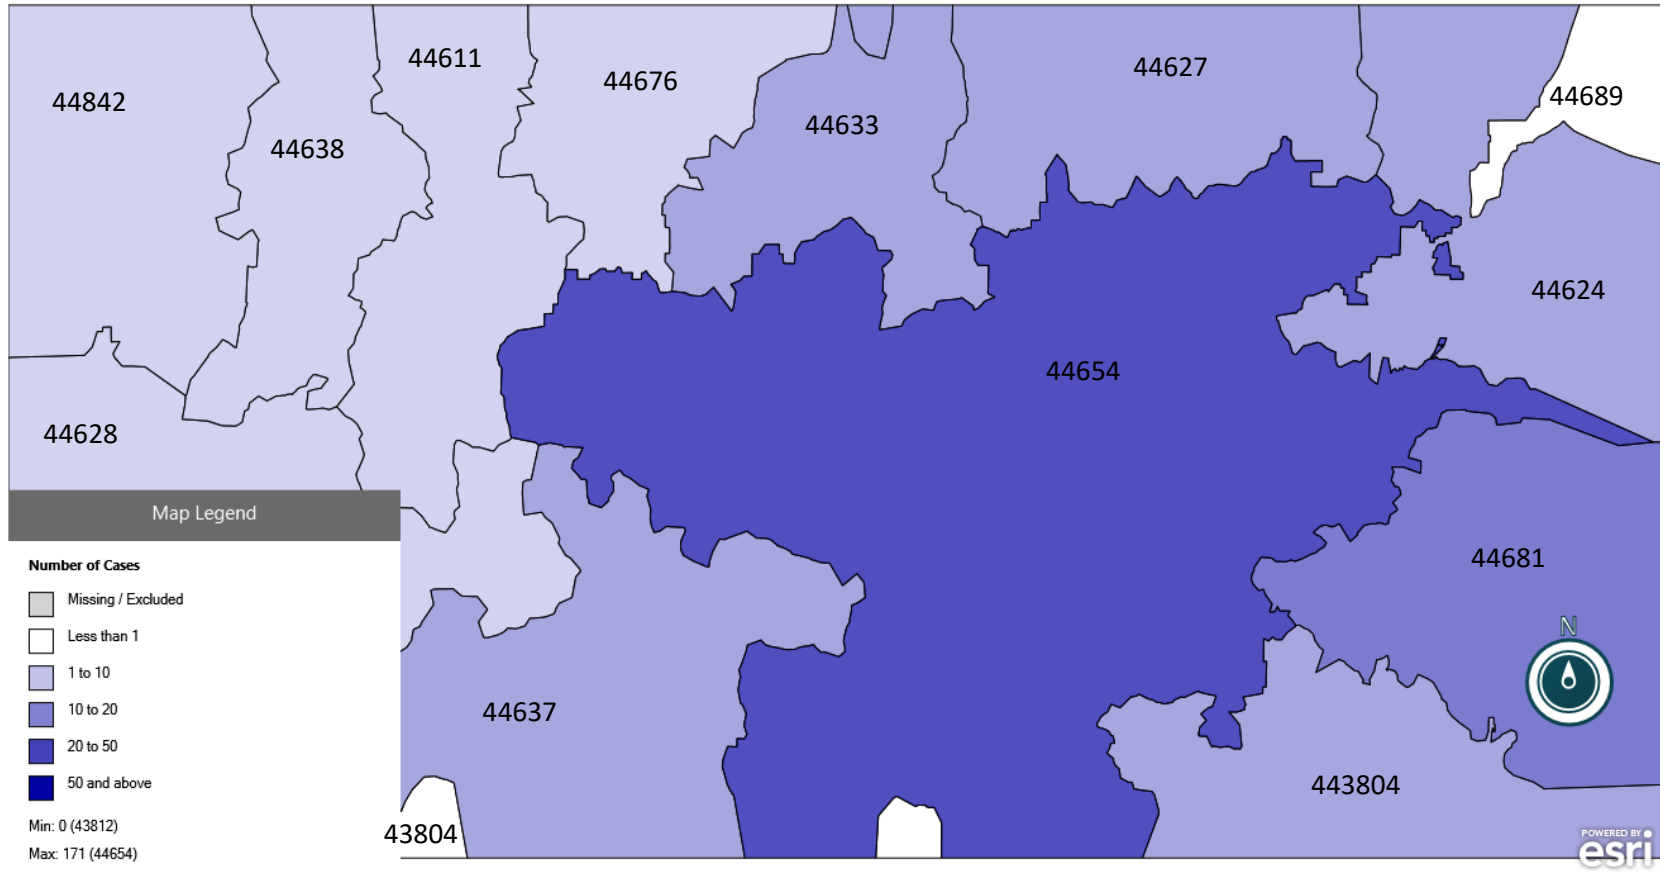 44611
44676
44627
44842
44689
44633
44638
44624
44654
44628
Map Legend
44681
Number of Cases
Missing / Excluded
Less than 1
1 to 10
10 to 20
20 to 50
50 and above
Min: 0 (43812)
Max: 171 (44654)
N
44637
443804
43804
POWERED BY
esri